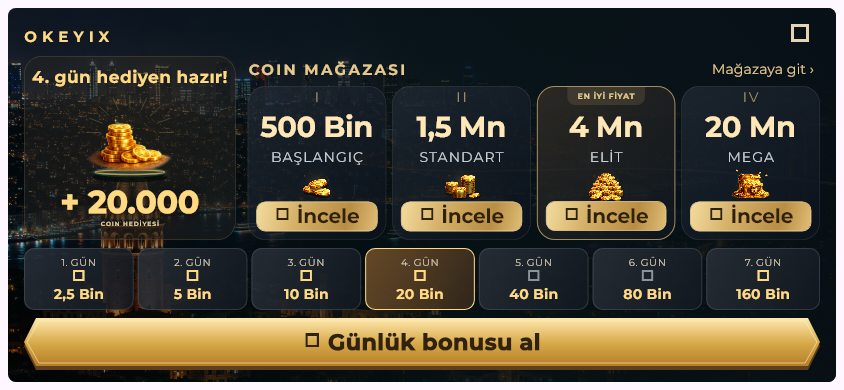 OKEYIX
4. gün hediyen hazır!
+ 20.000
COIN HEDİYESİ
COIN MAĞAZASI
Mağazaya git ›
I
500 Bin
BAŞLANGIÇ
İncele
II
1,5 Mn
STANDART
İncele
EN İYİ FİYAT
4 Mn
ELİT
İncele
IV
20 Mn
MEGA
İncele
1. GÜN
2,5 Bin
2. GÜN
5 Bin
3. GÜN
10 Bin
4. GÜN
20 Bin
5. GÜN
40 Bin
6. GÜN
80 Bin
7. GÜN
160 Bin
Günlük bonusu al